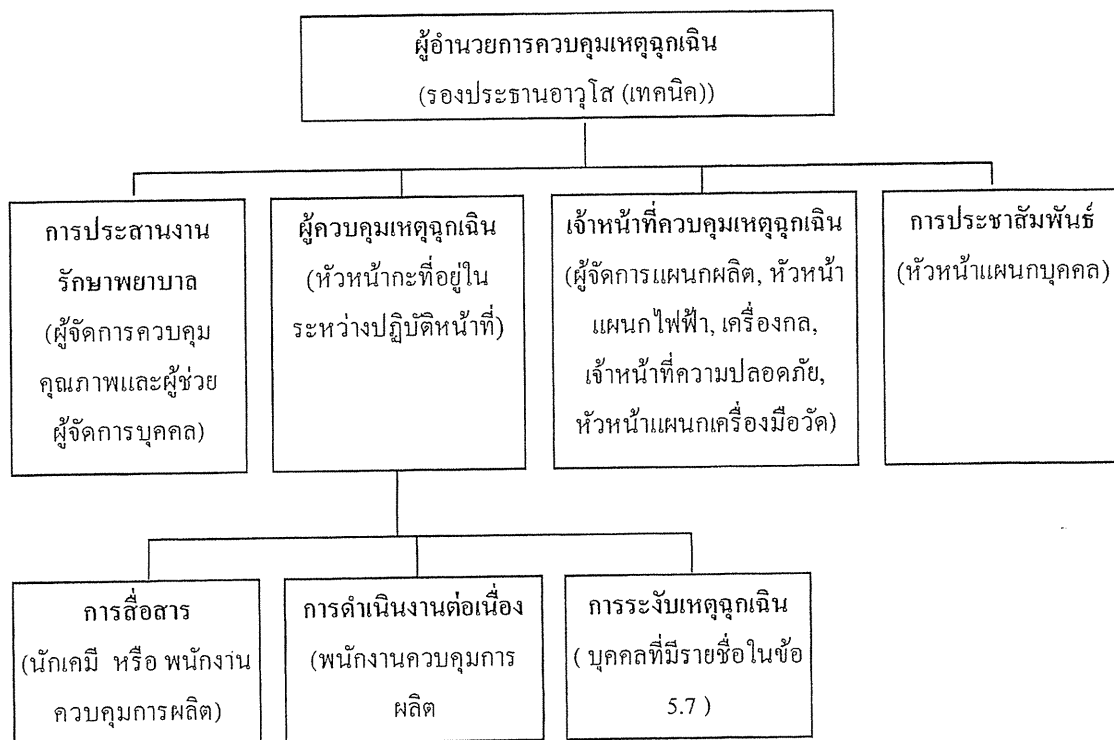 ผู้อำนวยการควบคุมเหตุฉุกเฉิน
(รองประธานอาวุโส (เทคนิค))
การประสานงาน
รักษาพยาบาล
(ผู้จัดการควบคุม
คุณภาพและผู้ช่วย
ผู้จัดการบุคคล)
ผู้ควบคุมเหตุฉุกเฉิน
(หัวหน้ากะที่อยู่ใน
ระหว่างปฏิบัติหน้าที่)
เจ้าหน้าที่ควบคุมเหตุฉุกเฉิน
(ผู้จัดการแผนกผลิต, หัวหน้า
แผนกไฟฟ้า, เครื่องกล,
เจ้าหน้าที่ความปลอดภัย,
หัวหน้าแผนกเครื่องมือวัด)
การประชาสัมพันธ์
(หัวหน้าแผนกบุคคล)
การสื่อสาร
(นักเคมี หรือ พนักงาน
ควบคุมการผลิต)
การดำเนินงานต่อเนื่อง
(พนักงานควบคุมการ
ผลิต
การระงับเหตุฉุกเฉิน
( บุคคลที่มีรายชื่อในข้อ
5.7 )